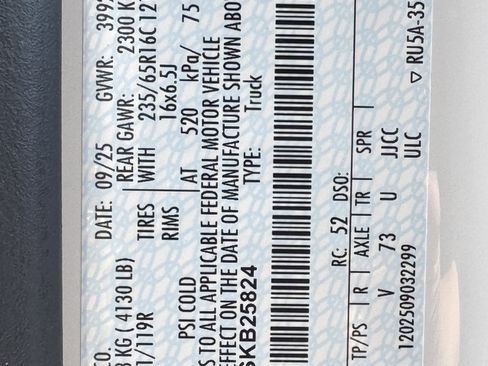 CO. DATE: 09/25 GVWR: 399
KG ( 4130 LB) REAR GAWR: 2300 K
1/119R TIRES WITH 235/65R16C 12
RIMS 16x6.5J
PSI COLD AT 520 kPa/ 75
S TO ALL APPLICABLE FEDERAL MOTOR VEHICLE
EFFECT ON THE DATE OF MANUFACTURE SHOWN ABO
SKB25824 TYPE: Truck
RC: 52 DSO:
TP/PS | R | AXLE | TR | SPR
V 73 U JJCC
1202509032299 ULC ▽ RU5A-35